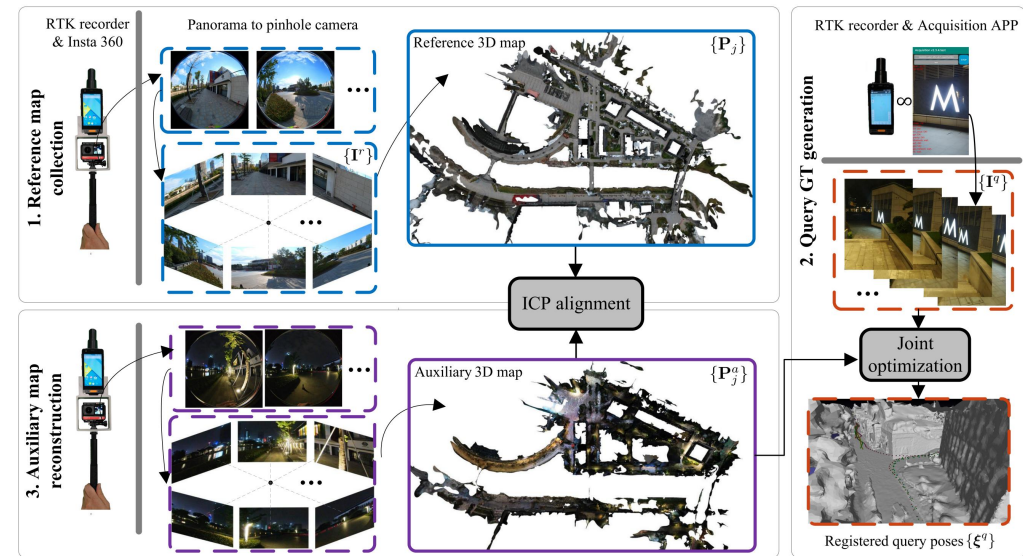 RTK recorder
& Insta 360
Panorama to pinhole camera
1. Reference map
collection
{I^r}
Reference 3D map
{P_j}
ICP alignment
3. Auxiliary map
reconstruction
Auxiliary 3D map
{P_j^a}
RTK recorder & Acquisition APP
M
2. Query GT generation
{I^q}
M
M
M
M
Joint
optimization
Registered query poses {ξ^q}